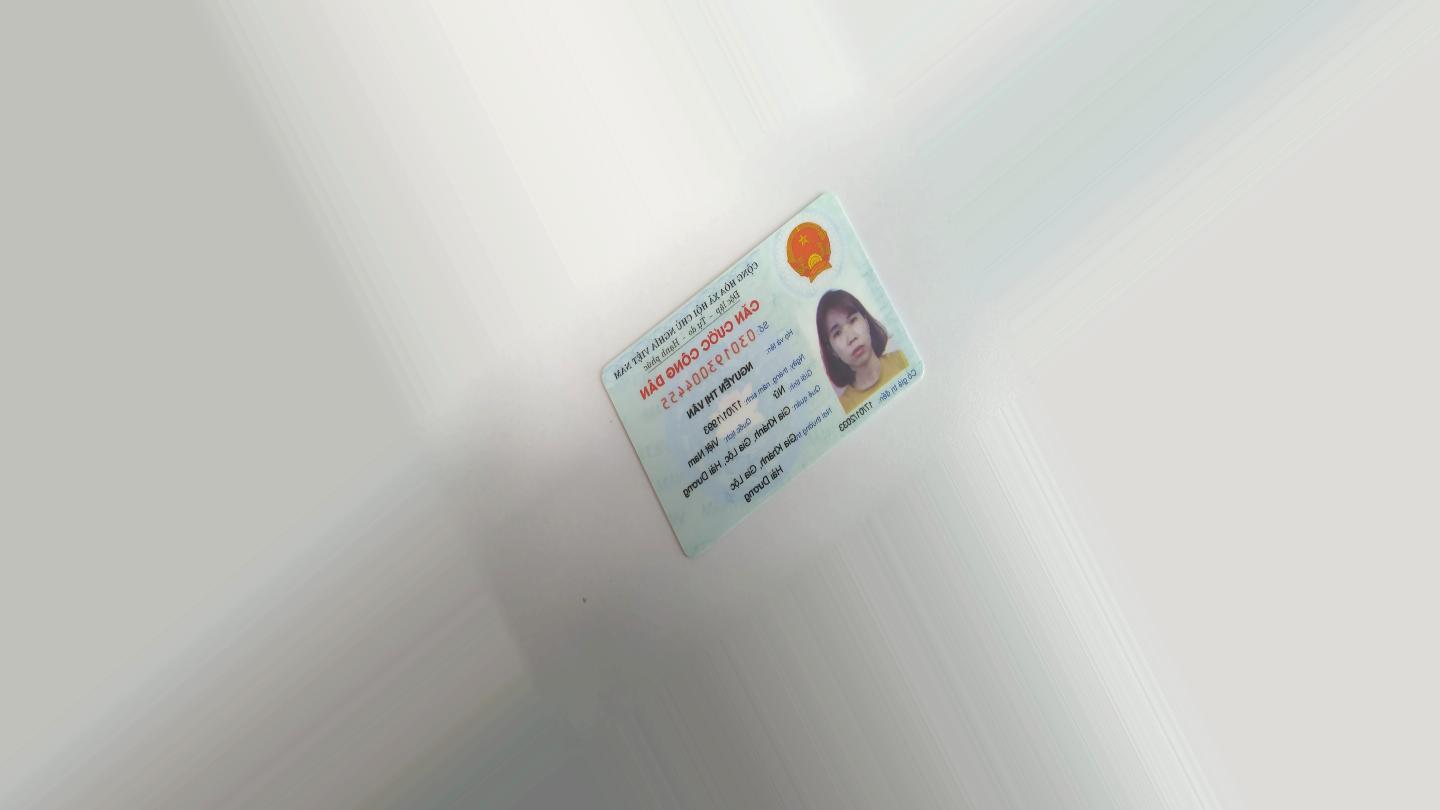 CỘNG HÒA XÃ HỘI CHỦ NGHĨA VIỆT NAM
Độc lập - Tự do - Hạnh phúc
CĂN CƯỚC CÔNG DÂN
Số: 030193004455
Họ và tên:
NGUYỄN THỊ VÂN
Ngày, tháng, năm sinh: 17/01/1993
Giới tính: Nữ Quốc tịch: Việt Nam
Quê quán: Gia Khánh, Gia Lộc, Hải Dương
Nơi thường trú: Gia Khánh, Gia Lộc
Hải Dương
Có giá trị đến: 17/01/2033